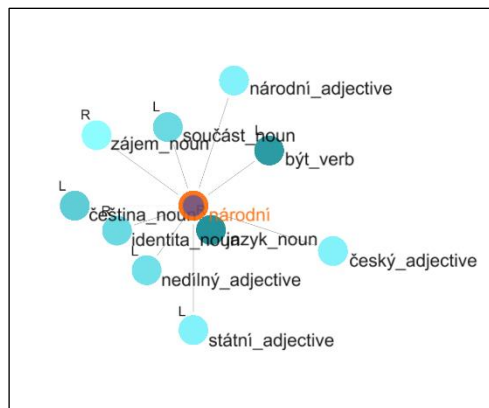 národní_adjective
L
součást_noun
R
zájem_noun
L
být_verb
L
čeština_noun
R
národní
R
identita_noun
jazyk_noun
L
nedílný_adjective
český_adjective
L
státní_adjective